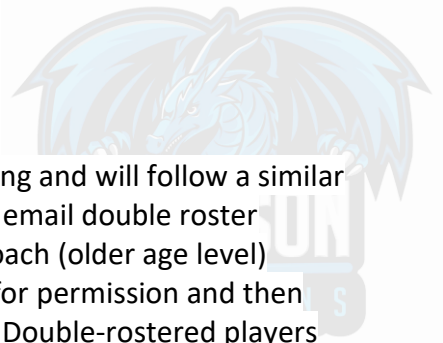 ng and will follow a similar
email double roster
oach (older age level)
for permission and then
Double-rostered players